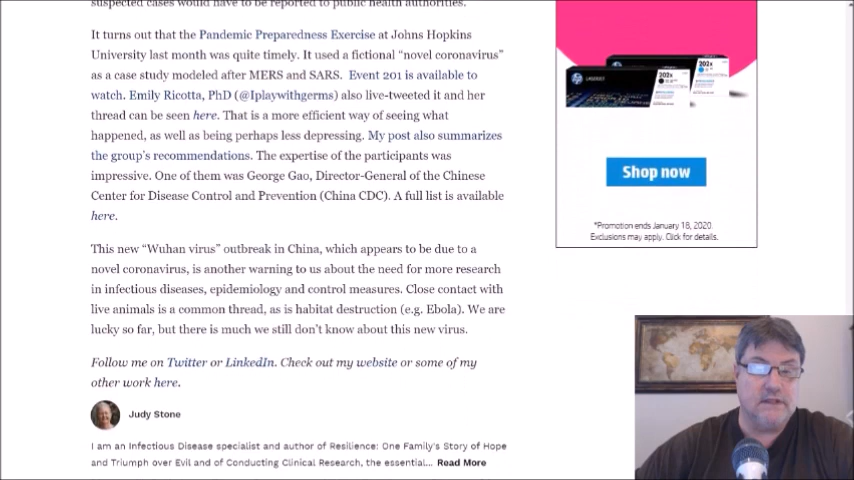 suspected cases would have to be reported to public health authorities.
It turns out that the Pandemic Preparedness Exercise at Johns Hopkins
University last month was quite timely. It used a fictional “novel coronavirus”
as a case study modeled after MERS and SARS. Event 201 is available to
watch. Emily Ricotta, PhD (@Iplaywithgerms) also live-tweeted it and her
thread can be seen here. That is a more efficient way of seeing what
happened, as well as being perhaps less depressing. My post also summarizes
the group’s recommendations. The expertise of the participants was
impressive. One of them was George Gao, Director-General of the Chinese
Center for Disease Control and Prevention (China CDC). A full list is available
here.
This new “Wuhan virus” outbreak in China, which appears to be due to a
novel coronavirus, is another warning to us about the need for more research
in infectious diseases, epidemiology and control measures. Close contact with
live animals is a common thread, as is habitat destruction (e.g. Ebola). We are
lucky so far, but there is much we still don’t know about this new virus.
Follow me on Twitter or LinkedIn. Check out my website or some of my
other work here.
Judy Stone
I am an Infectious Disease specialist and author of Resilience: One Family's Story of Hope
and Triumph over Evil and of Conducting Clinical Research, the essential... Read More
hp LASERJET
202X
202X
Shop now
*Promotion ends January 18, 2020.
Exclusions may apply. Click for details.